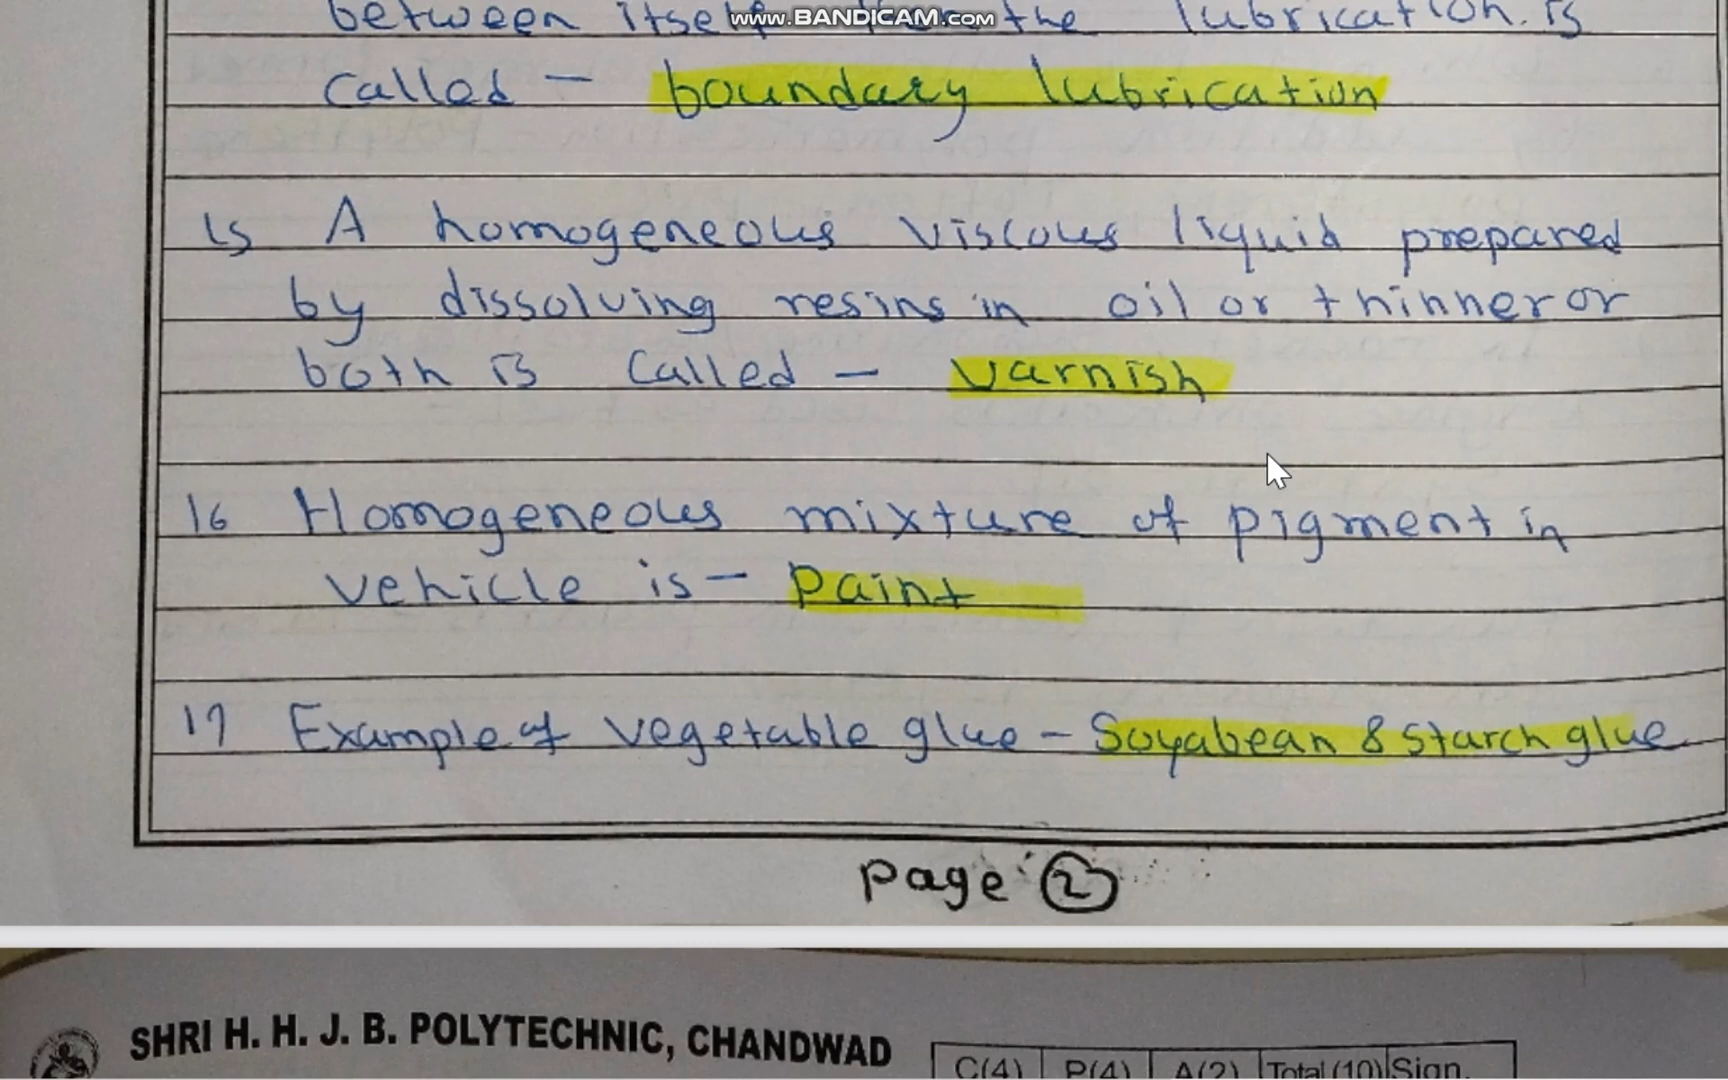 www.BANDICAM.com
between itself the lubrication. is
called - boundary lubrication
15 A homogeneous viscous liquid prepared
by dissolving resins in oil or thinner or
both is called - varnish
16 Homogeneous mixture of pigment in
vehicle is - Paint
17 Example of vegetable glue - Soyabean & starch glue
page 2
SHRI H. H. J. B. POLYTECHNIC, CHANDWAD
C(4) P(4) A(2) Total (10) Sign.